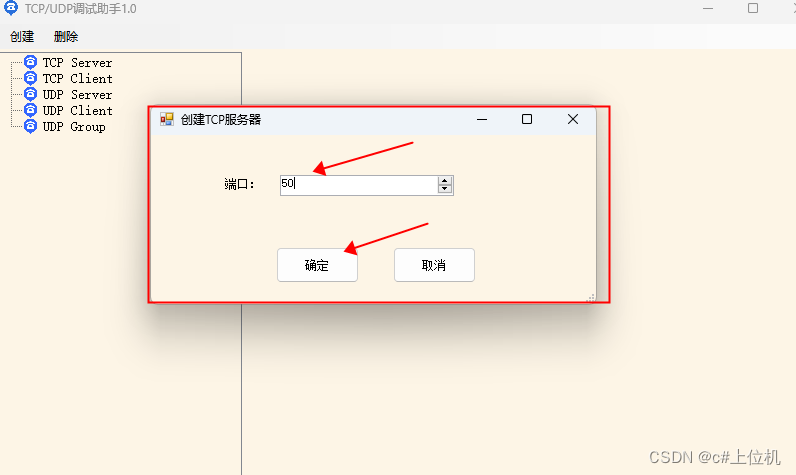 TCP/UDP调试助手1.0
创建 删除
TCP Server
TCP Client
UDP Server
UDP Client
UDP Group
创建TCP服务器
端口:
50
确定 取消
CSDN @c#上位机